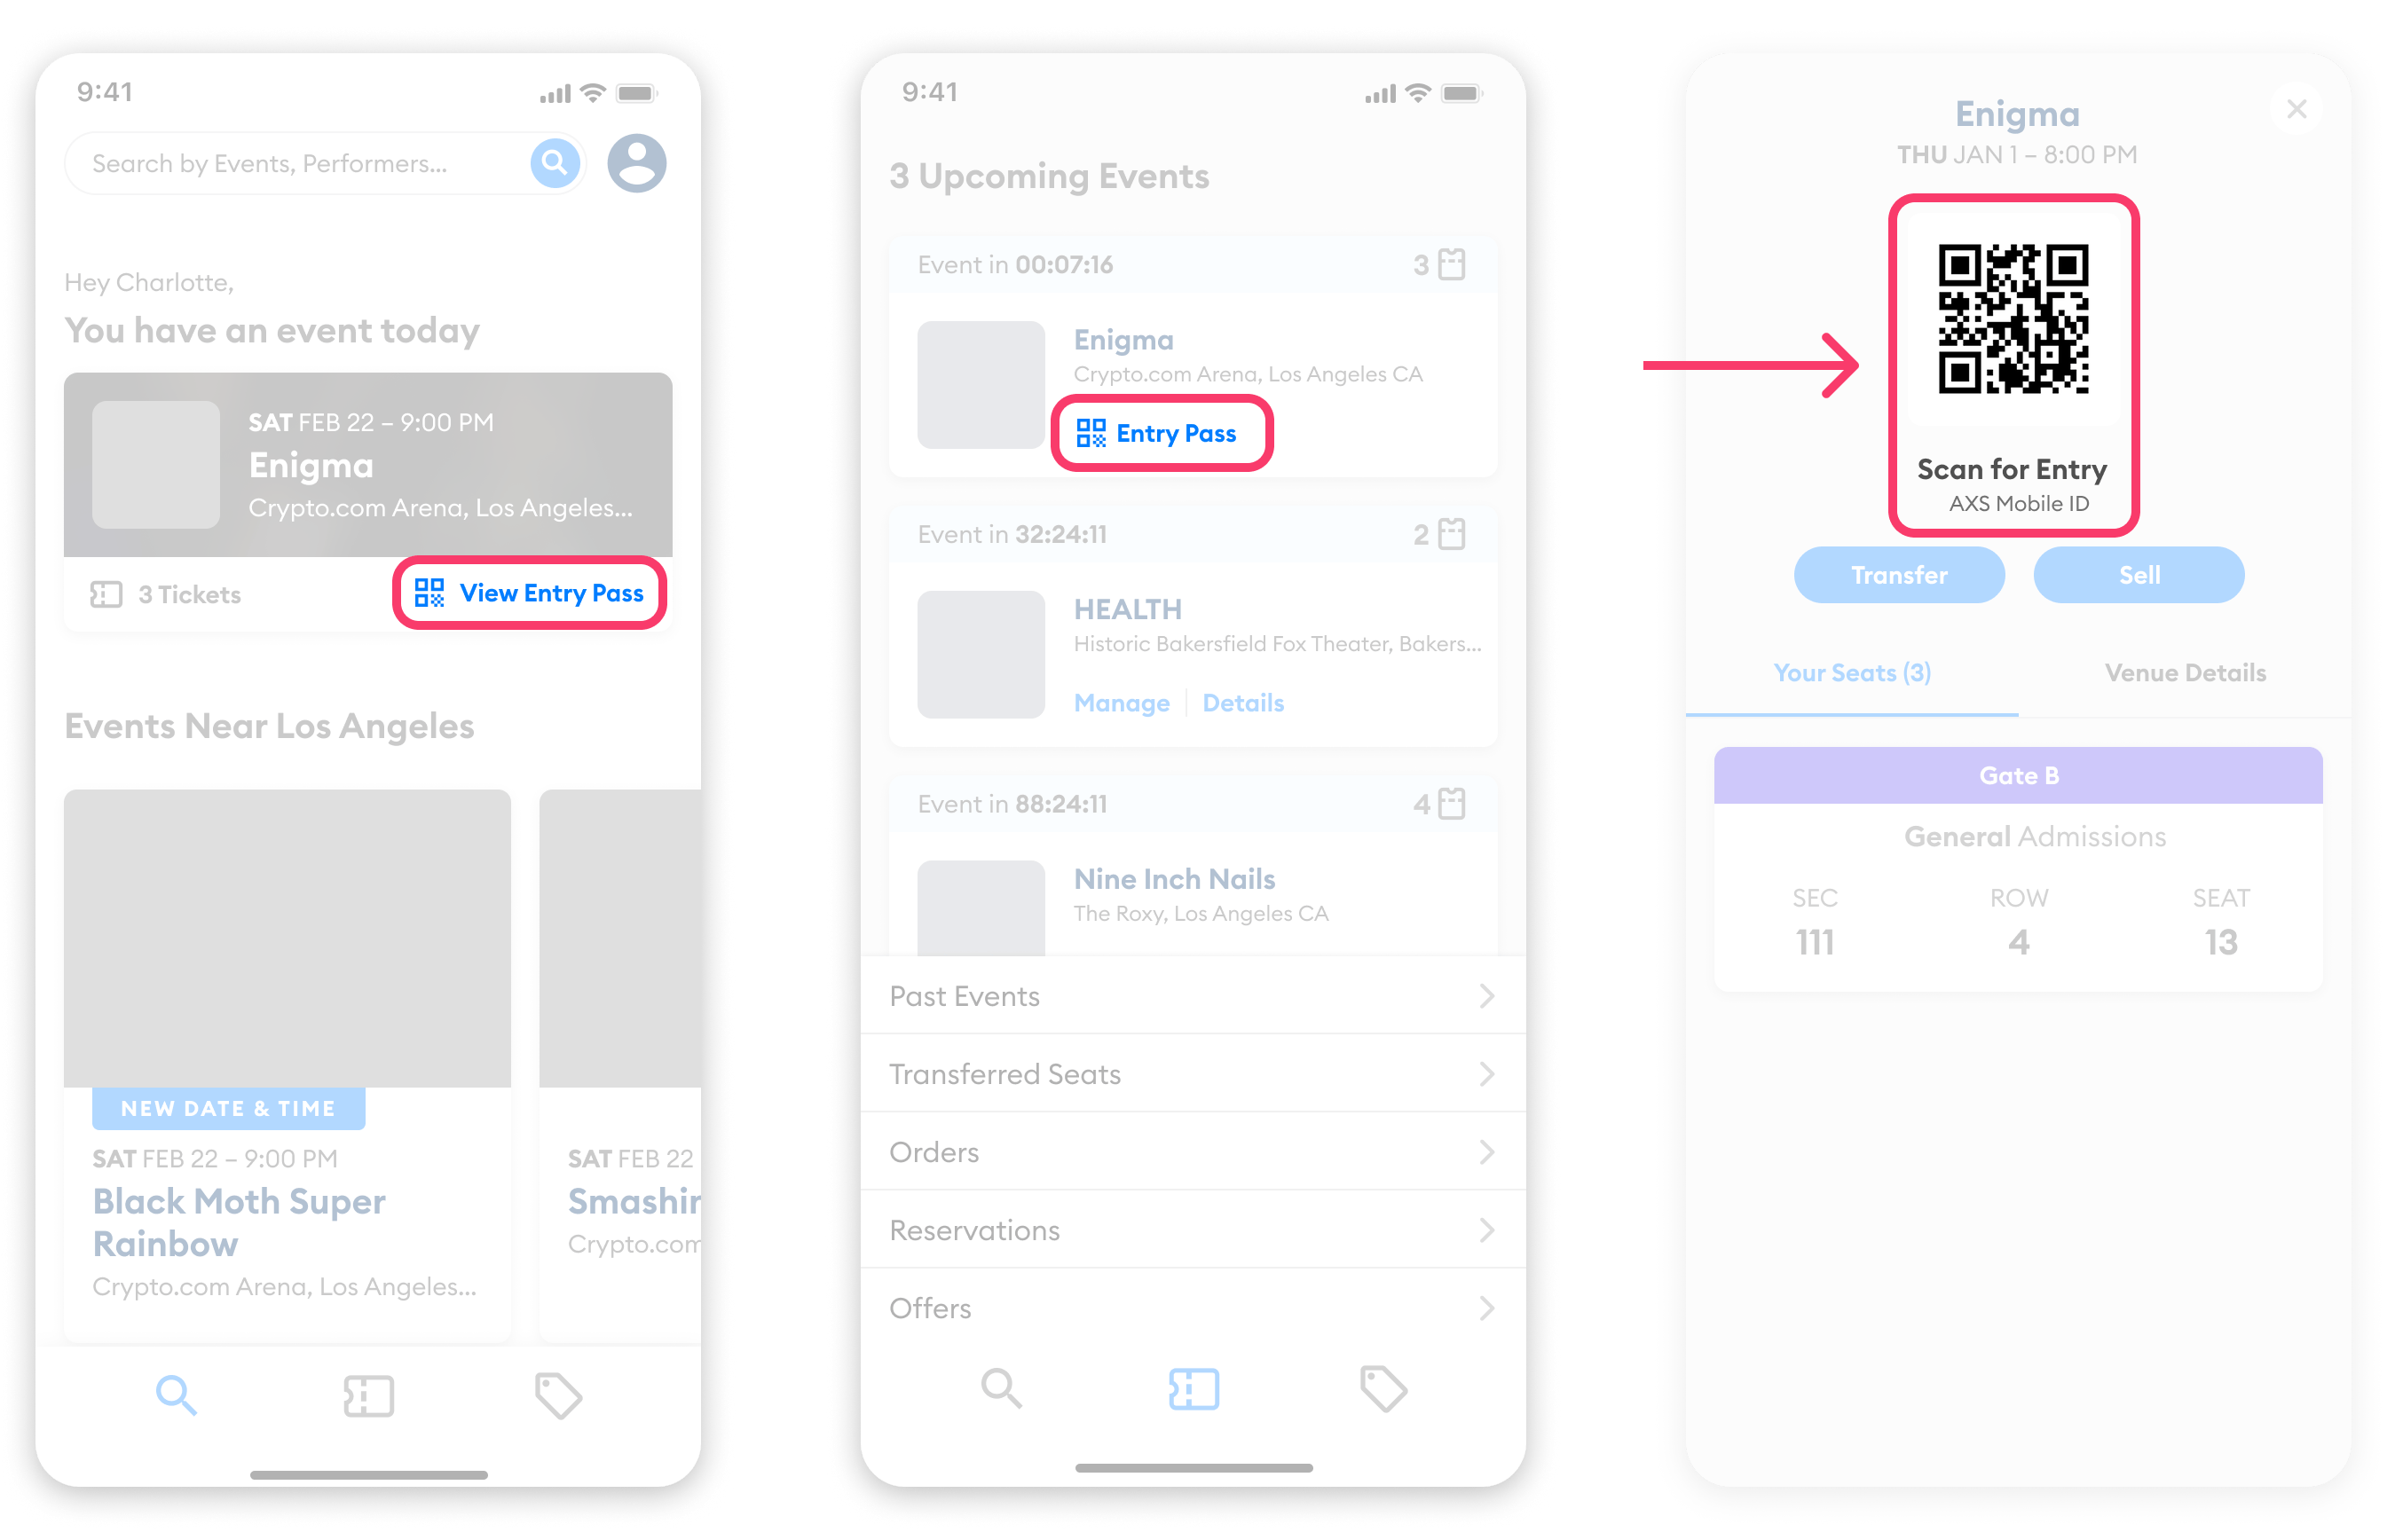 9:41
Search by Events, Performers...
Hey Charlotte,
You have an event today
SAT FEB 22 – 9:00 PM
Enigma
Crypto.com Arena, Los Angeles...
3 Tickets
View Entry Pass
Events Near Los Angeles
NEW DATE & TIME
SAT FEB 22 – 9:00 PM
Black Moth Super
Rainbow
Crypto.com Arena, Los Angeles...
SAT FEB 22
Smashin
Crypto.com
9:41
3 Upcoming Events
Event in 00:07:16
3
Enigma
Crypto.com Arena, Los Angeles CA
Entry Pass
Event in 32:24:11
2
HEALTH
Historic Bakersfield Fox Theater, Bakers...
Manage
Details
Event in 88:24:11
4
Nine Inch Nails
The Roxy, Los Angeles CA
Past Events
Transferred Seats
Orders
Reservations
Offers
Enigma
THU JAN 1 – 8:00 PM
Scan for Entry
AXS Mobile ID
Transfer
Sell
Your Seats (3)
Venue Details
Gate B
General Admissions
SEC
ROW
SEAT
111
4
13